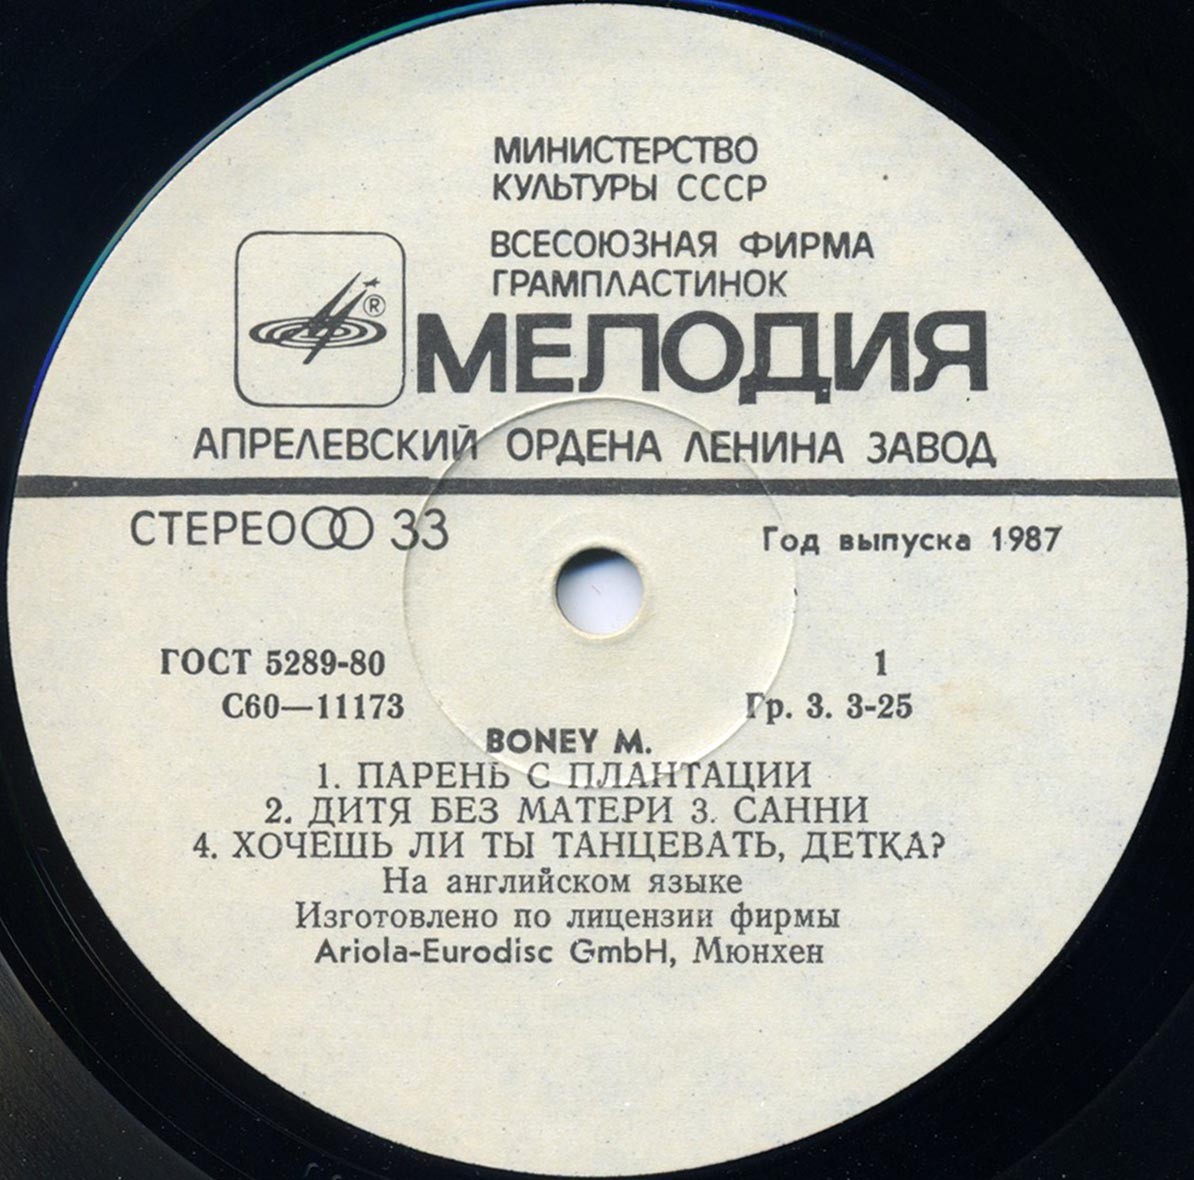 МИНИСТЕРСТВО
КУЛЬТУРЫ СССР
ВСЕСОЮЗНАЯ ФИРМА
ГРАМПЛАСТИНОК
®
МЕЛОДИЯ
АПРЕЛЕВСКИЙ ОРДЕНА ЛЕНИНА ЗАВОД
СТЕРЕО 33
Год выпуска 1987
ГОСТ 5289-80
1
С60—11173
Гр. 3. 3-25
BONEY M.
1. ПАРЕНЬ С ПЛАНТАЦИИ
2. ДИТЯ БЕЗ МАТЕРИ 3. САННИ
4. ХОЧЕШЬ ЛИ ТЫ ТАНЦЕВАТЬ, ДЕТКА?
На английском языке
Изготовлено по лицензии фирмы
Ariola-Eurodisc GmbH, Мюнхен